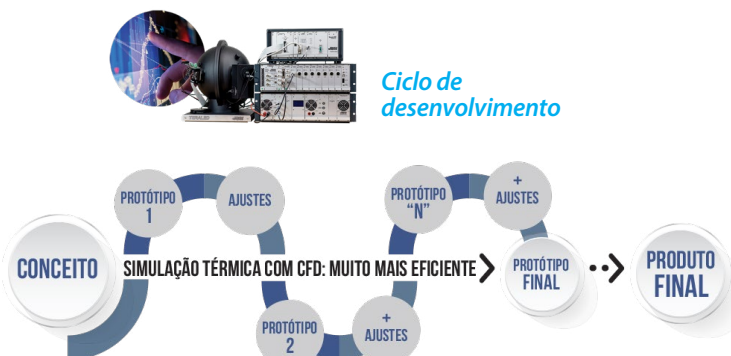 Ciclo de
desenvolvimento
PROTÓTIPO
1
AJUSTES
PROTÓTIPO
“N”
+
AJUSTES
CONCEITO
SIMULAÇÃO TÉRMICA COM CFD: MUITO MAIS EFICIENTE
PROTÓTIPO
FINAL
PRODUTO
FINAL
PROTÓTIPO
2
+
AJUSTES